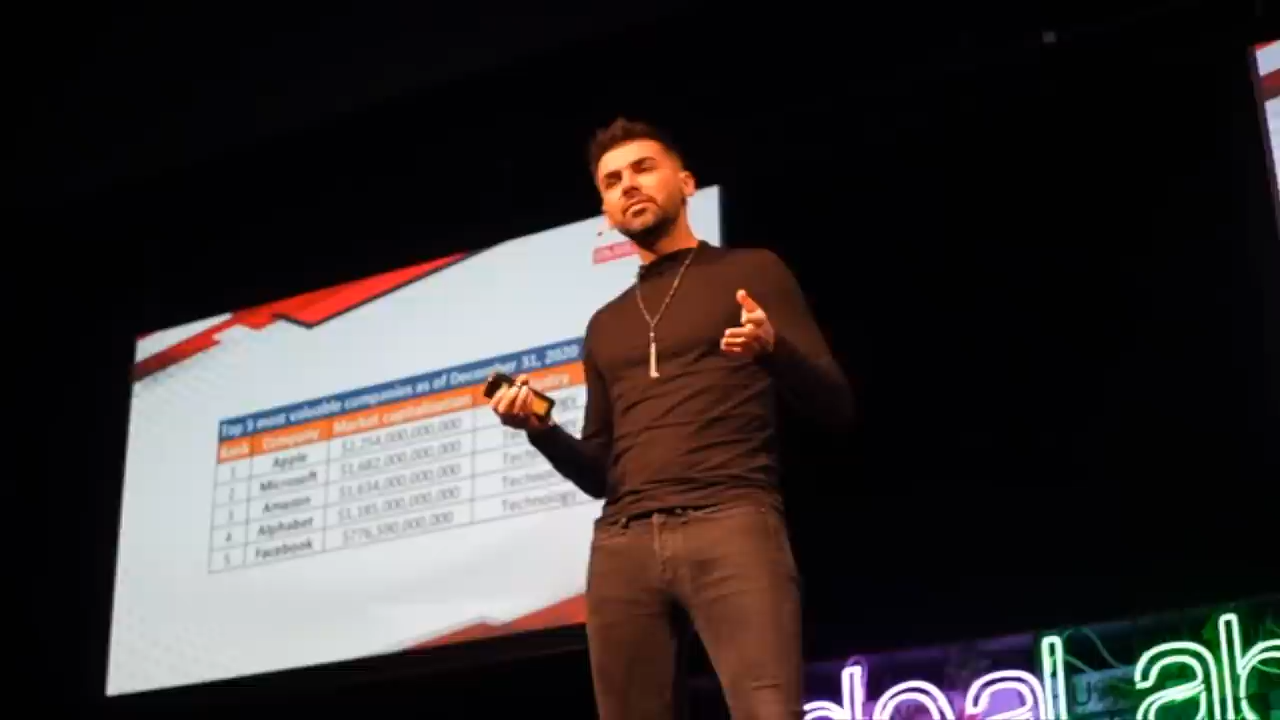 Top 5 most valuable companies as of December 31, 2020
Rank Company Market capitalization
1 Apple $2,254,000,000,000
2 Microsoft $1,682,000,000,000
3 Amazon $1,634,000,000,000
4 Alphabet $1,185,000,000,000
5 Facebook $776,590,000,000 Technology
deaLab